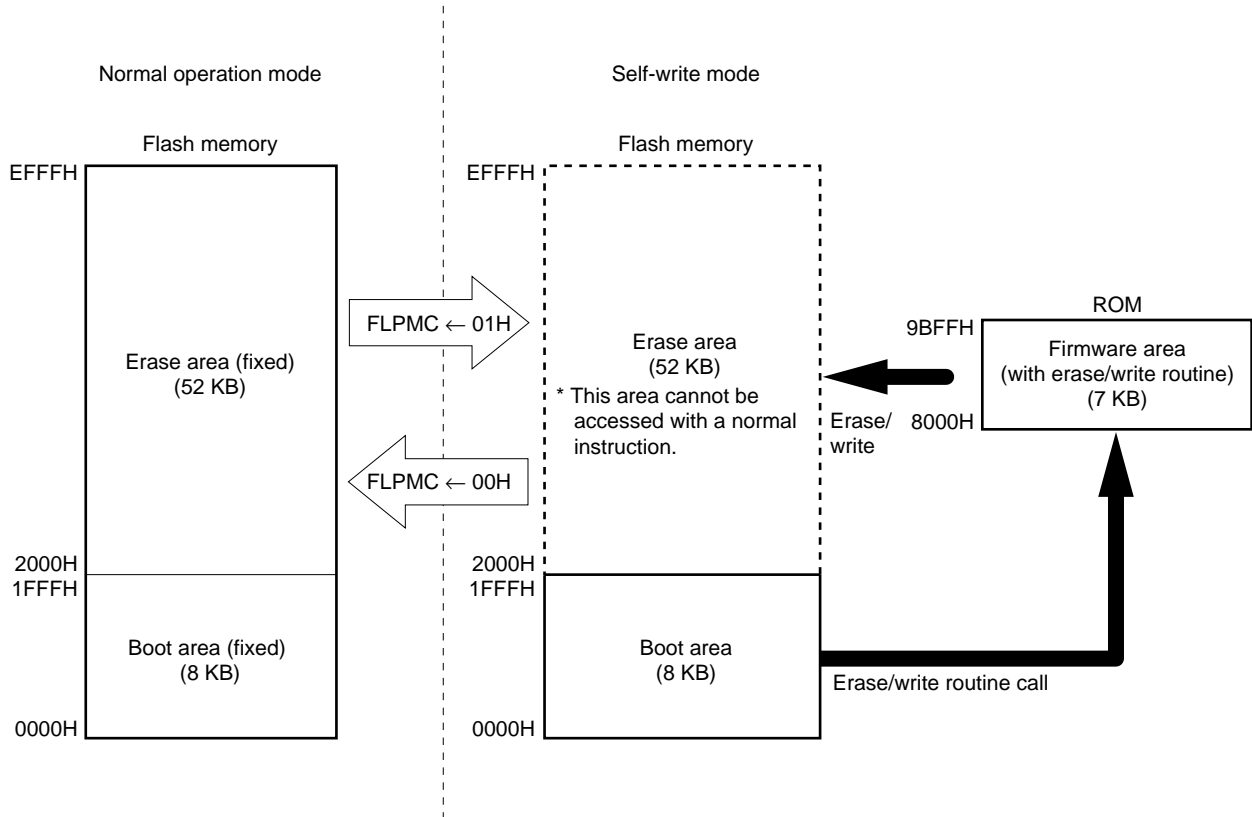 Normal operation mode
Self-write mode
Flash memory
Flash memory
EFFFH
EFFFH
FLPMC ← 01H
ROM
9BFFH
Firmware area
(with erase/write routine)
(7 KB)
8000H
Erase area (fixed)
(52 KB)
Erase area
(52 KB)
* This area cannot be
accessed with a normal
instruction.
Erase/
write
FLPMC ← 00H
2000H
1FFFH
2000H
1FFFH
Boot area (fixed)
(8 KB)
Boot area
(8 KB)
Erase/write routine call
0000H
0000H